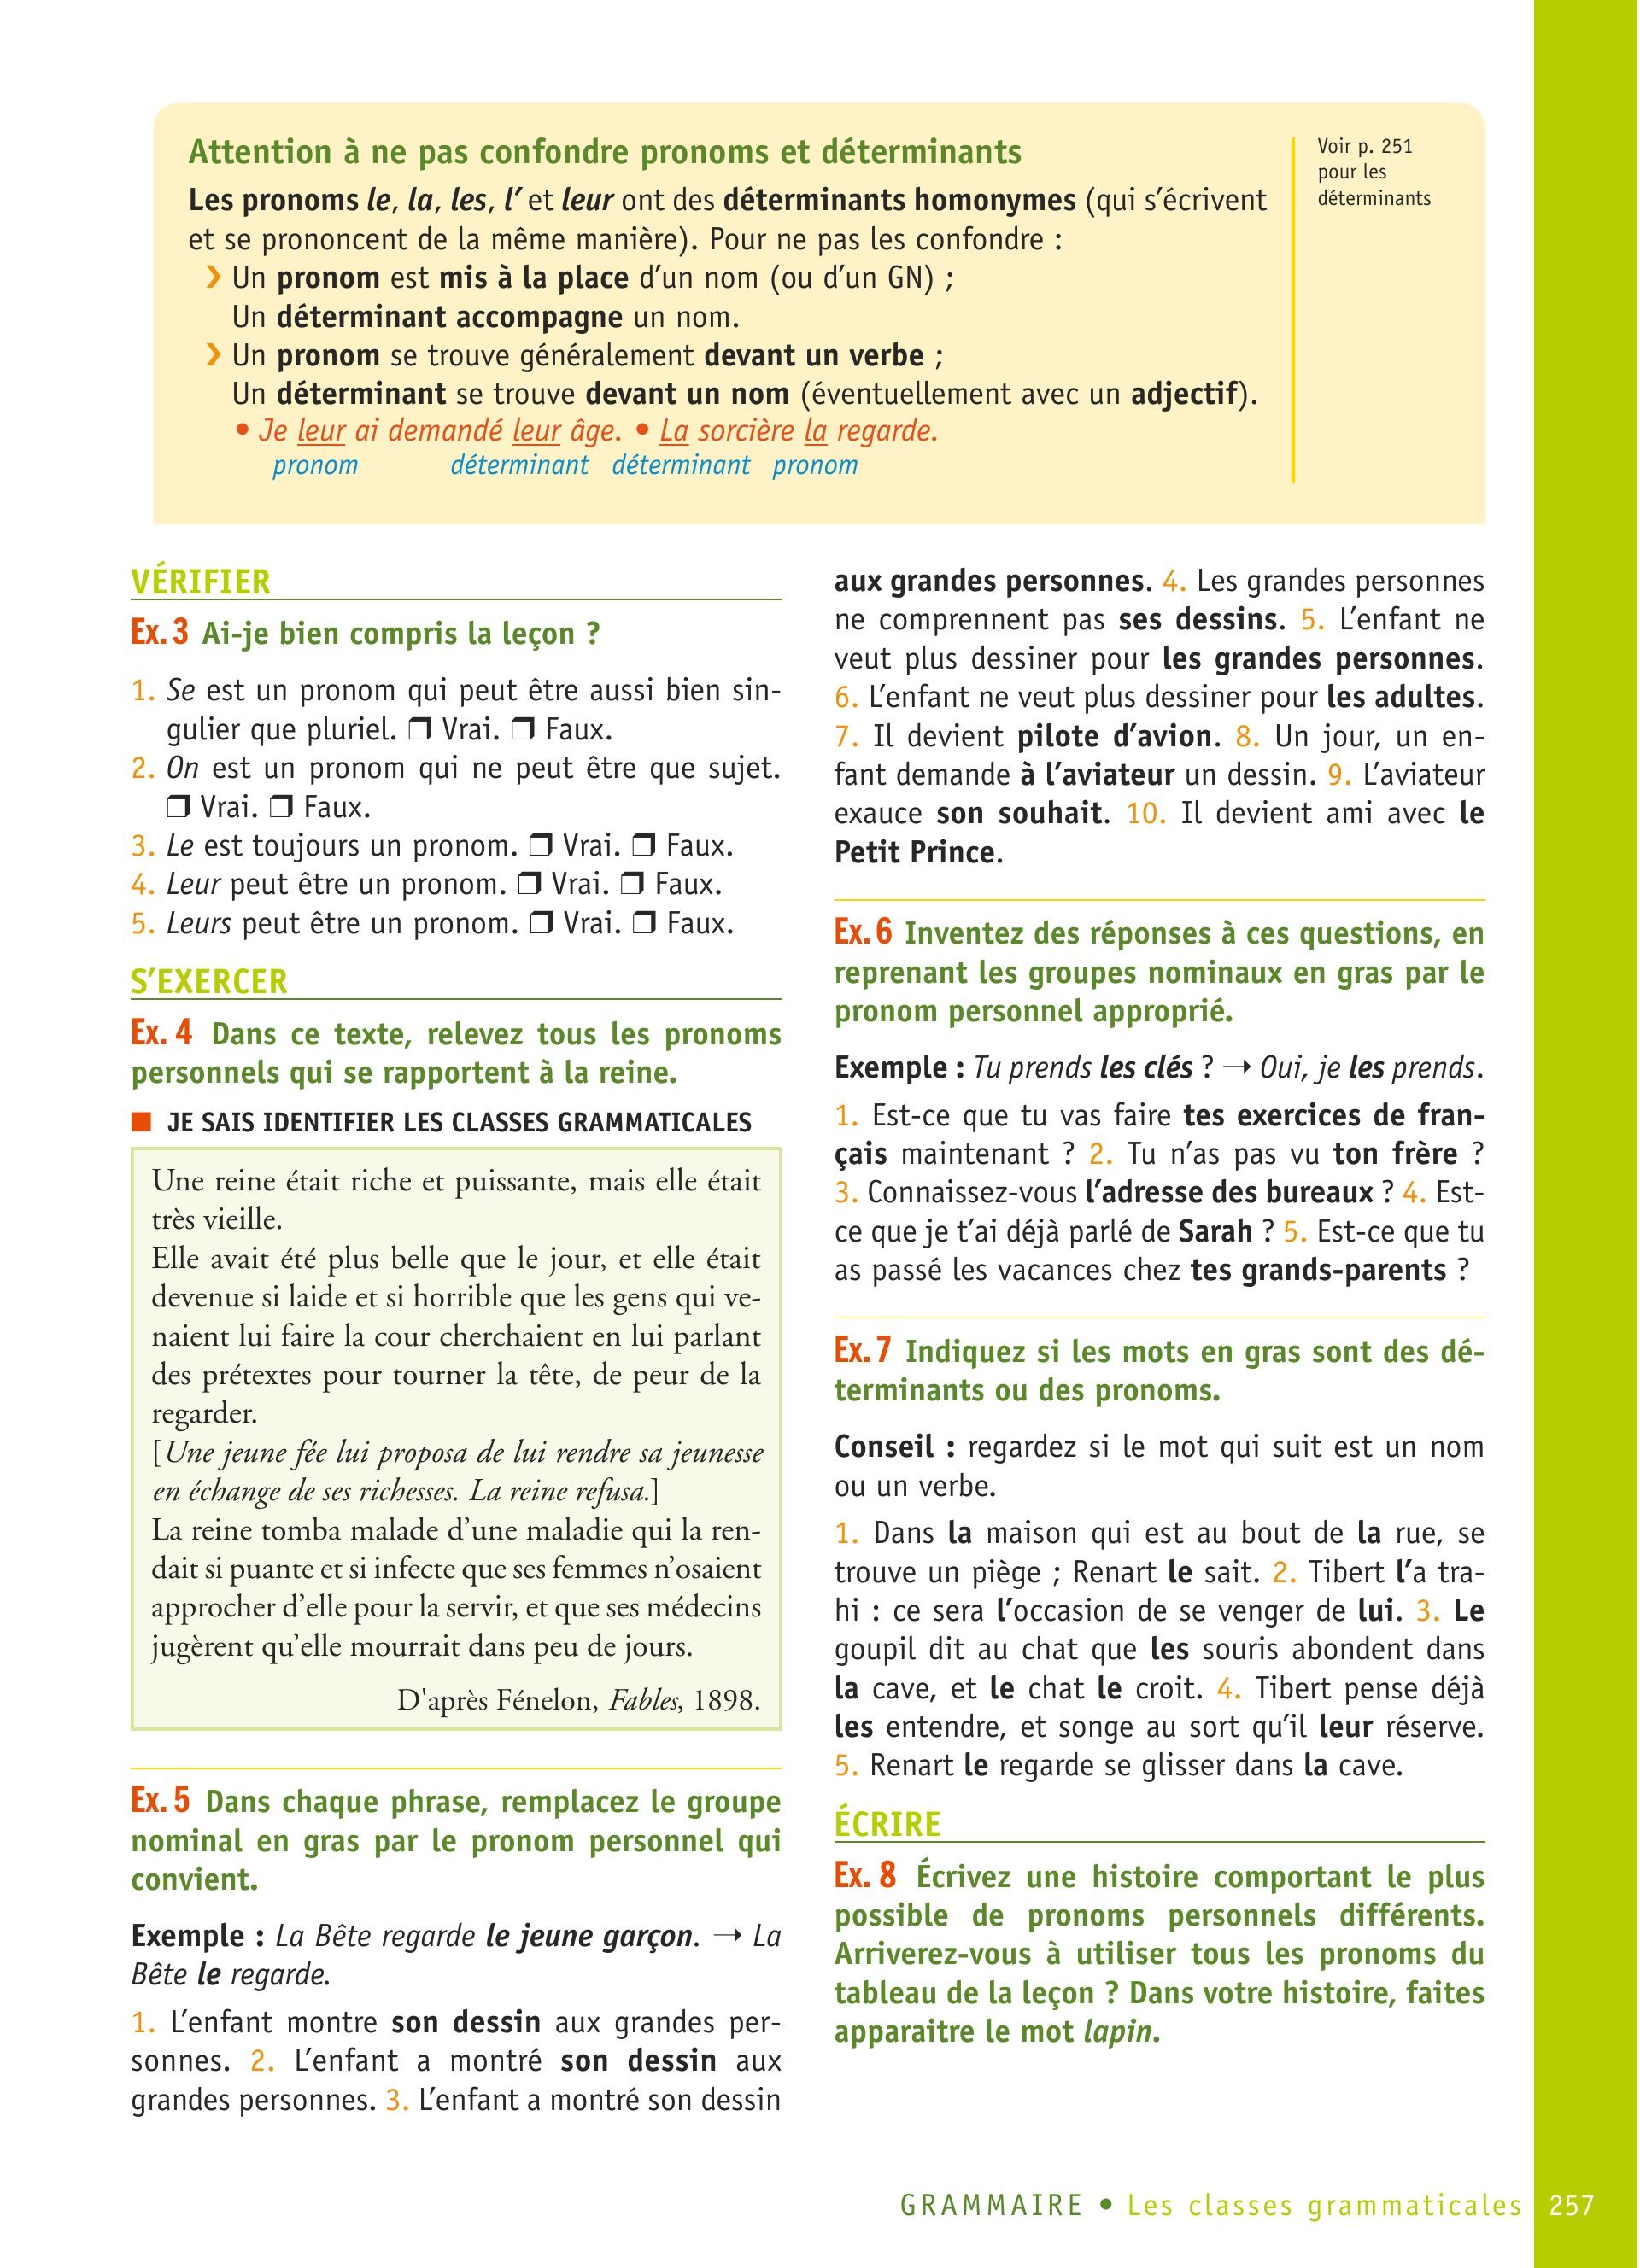 Attention à ne pas confondre pronoms et déterminants
Les pronoms le, la, les, l’ et leur ont des déterminants homonymes (qui s’écrivent
et se prononcent de la même manière). Pour ne pas les confondre :
❯ Un pronom est mis à la place d’un nom (ou d’un GN) ;
Un déterminant accompagne un nom.
❯ Un pronom se trouve généralement devant un verbe ;
Un déterminant se trouve devant un nom (éventuellement avec un adjectif).
• Je leur ai demandé leur âge. • La sorcière la regarde.
pronom déterminant déterminant pronom
Voir p. 251
pour les
déterminants
VÉRIFIER
Ex. 3 Ai-je bien compris la leçon ?
1. Se est un pronom qui peut être aussi bien sin-
gulier que pluriel. ❒ Vrai. ❒ Faux.
2. On est un pronom qui ne peut être que sujet.
❒ Vrai. ❒ Faux.
3. Le est toujours un pronom. ❒ Vrai. ❒ Faux.
4. Leur peut être un pronom. ❒ Vrai. ❒ Faux.
5. Leurs peut être un pronom. ❒ Vrai. ❒ Faux.
S’EXERCER
Ex. 4 Dans ce texte, relevez tous les pronoms
personnels qui se rapportent à la reine.
■ JE SAIS IDENTIFIER LES CLASSES GRAMMATICALES
Une reine était riche et puissante, mais elle était
très vieille.
Elle avait été plus belle que le jour, et elle était
devenue si laide et si horrible que les gens qui ve-
naient lui faire la cour cherchaient en lui parlant
des prétextes pour tourner la tête, de peur de la
regarder.
[Une jeune fée lui proposa de lui rendre sa jeunesse
en échange de ses richesses. La reine refusa.]
La reine tomba malade d’une maladie qui la ren-
dait si puante et si infecte que ses femmes n’osaient
approcher d’elle pour la servir, et que ses médecins
jugèrent qu’elle mourrait dans peu de jours.
D'après Fénelon, Fables, 1898.
Ex. 5 Dans chaque phrase, remplacez le groupe
nominal en gras par le pronom personnel qui
convient.
Exemple : La Bête regarde le jeune garçon. → La
Bête le regarde.
1. L’enfant montre son dessin aux grandes per-
sonnes. 2. L’enfant a montré son dessin aux
grandes personnes. 3. L’enfant a montré son dessin
aux grandes personnes. 4. Les grandes personnes
ne comprennent pas ses dessins. 5. L’enfant ne
veut plus dessiner pour les grandes personnes.
6. L’enfant ne veut plus dessiner pour les adultes.
7. Il devient pilote d’avion. 8. Un jour, un en-
fant demande à l’aviateur un dessin. 9. L’aviateur
exauce son souhait. 10. Il devient ami avec le
Petit Prince.
Ex. 6 Inventez des réponses à ces questions, en
reprenant les groupes nominaux en gras par le
pronom personnel approprié.
Exemple : Tu prends les clés ? → Oui, je les prends.
1. Est-ce que tu vas faire tes exercices de fran-
çais maintenant ? 2. Tu n’as pas vu ton frère ?
3. Connaissez-vous l’adresse des bureaux ? 4. Est-
ce que je t’ai déjà parlé de Sarah ? 5. Est-ce que tu
as passé les vacances chez tes grands-parents ?
Ex. 7 Indiquez si les mots en gras sont des dé-
terminants ou des pronoms.
Conseil : regardez si le mot qui suit est un nom
ou un verbe.
1. Dans la maison qui est au bout de la rue, se
trouve un piège ; Renart le sait. 2. Tibert l’a tra-
hi : ce sera l’occasion de se venger de lui. 3. Le
goupil dit au chat que les souris abondent dans
la cave, et le chat le croit. 4. Tibert pense déjà
les entendre, et songe au sort qu’il leur réserve.
5. Renart le regarde se glisser dans la cave.
ÉCRIRE
Ex. 8 Écrivez une histoire comportant le plus
possible de pronoms personnels différents.
Arriverez-vous à utiliser tous les pronoms du
tableau de la leçon ? Dans votre histoire, faites
apparaitre le mot lapin.
GRAMMAIRE • Les classes grammaticales 257